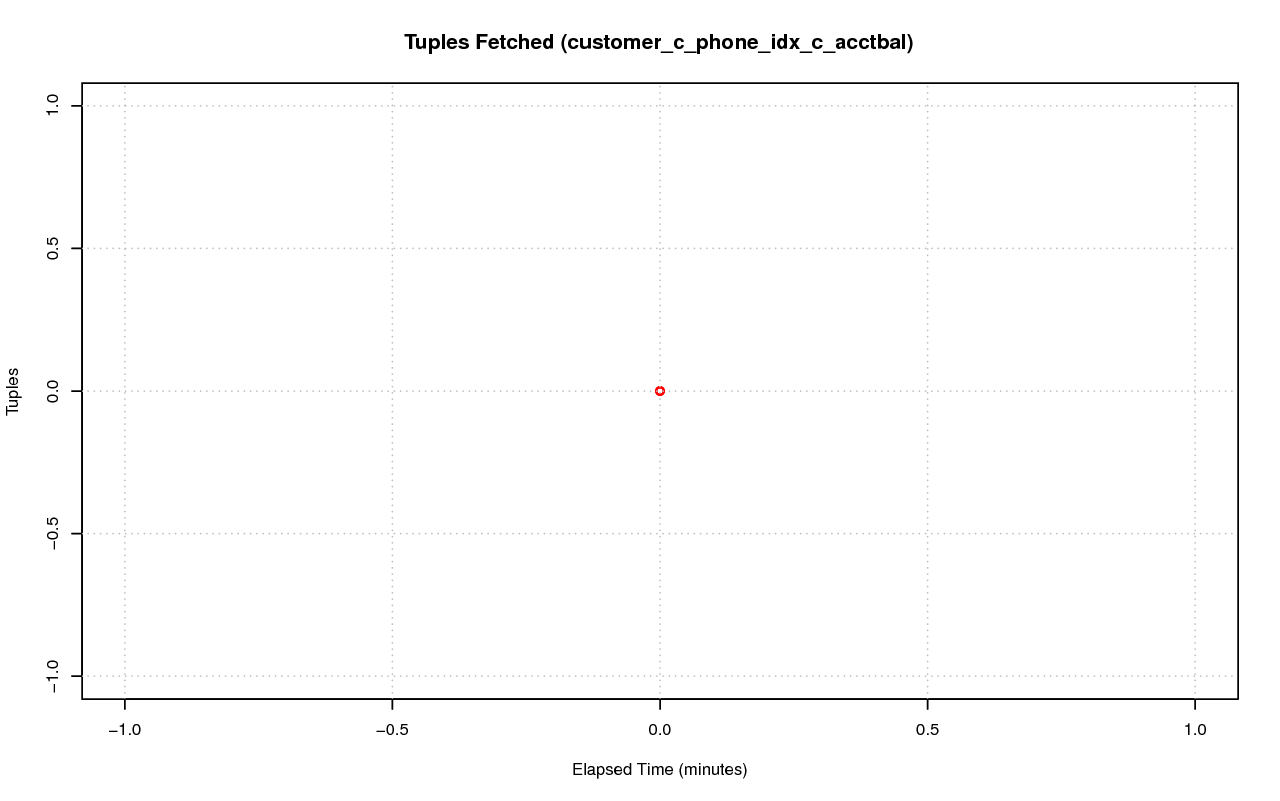 Tuples Fetched (customer_c_phone_idx_c_acctbal)
1.0
0.5
0.0
−0.5
−1.0
Tuples
−1.0 −0.5 0.0 0.5 1.0
Elapsed Time (minutes)